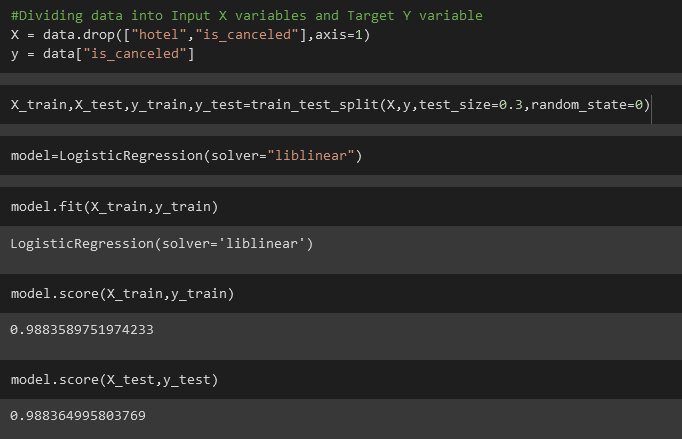 #Dividing data into Input X variables and Target Y variable
X = data.drop(["hotel","is_canceled"],axis=1)
y = data["is_canceled"]
X_train,X_test,y_train,y_test=train_test_split(X,y,test_size=0.3,random_state=0)
model=LogisticRegression(solver="liblinear")
model.fit(X_train,y_train)
LogisticRegression(solver='liblinear')
model.score(X_train,y_train)
0.9883589751974233
model.score(X_test,y_test)
0.988364995803769